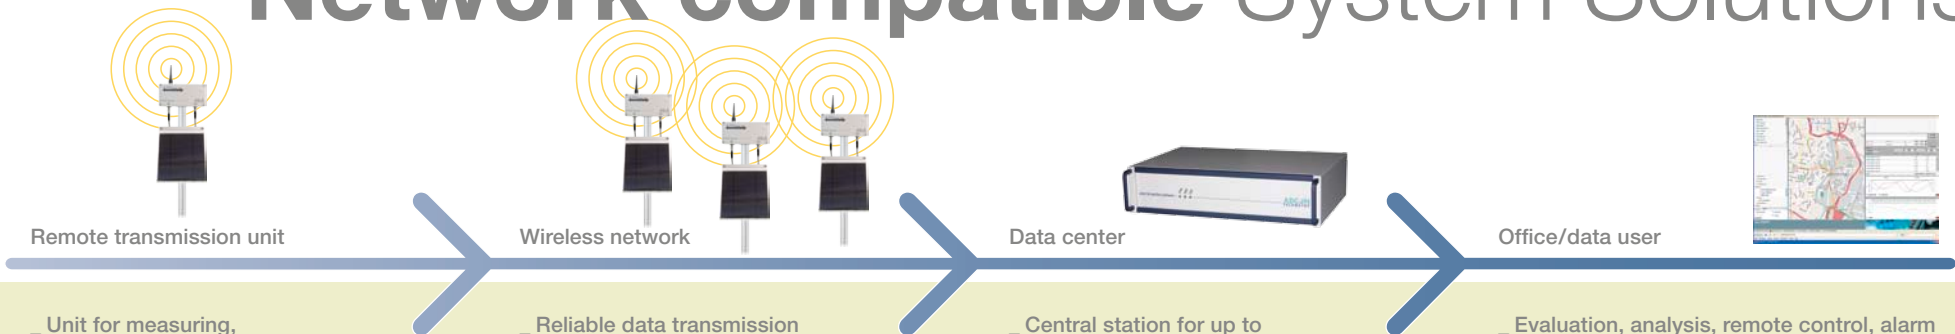 Network compatible System Solutions
Remote transmission unit
Wireless network
Data center
Office/data user
_ Unit for measuring,
_ Reliable data transmission
_ Central station for up to
_ Evaluation, analysis, remote control, alarm